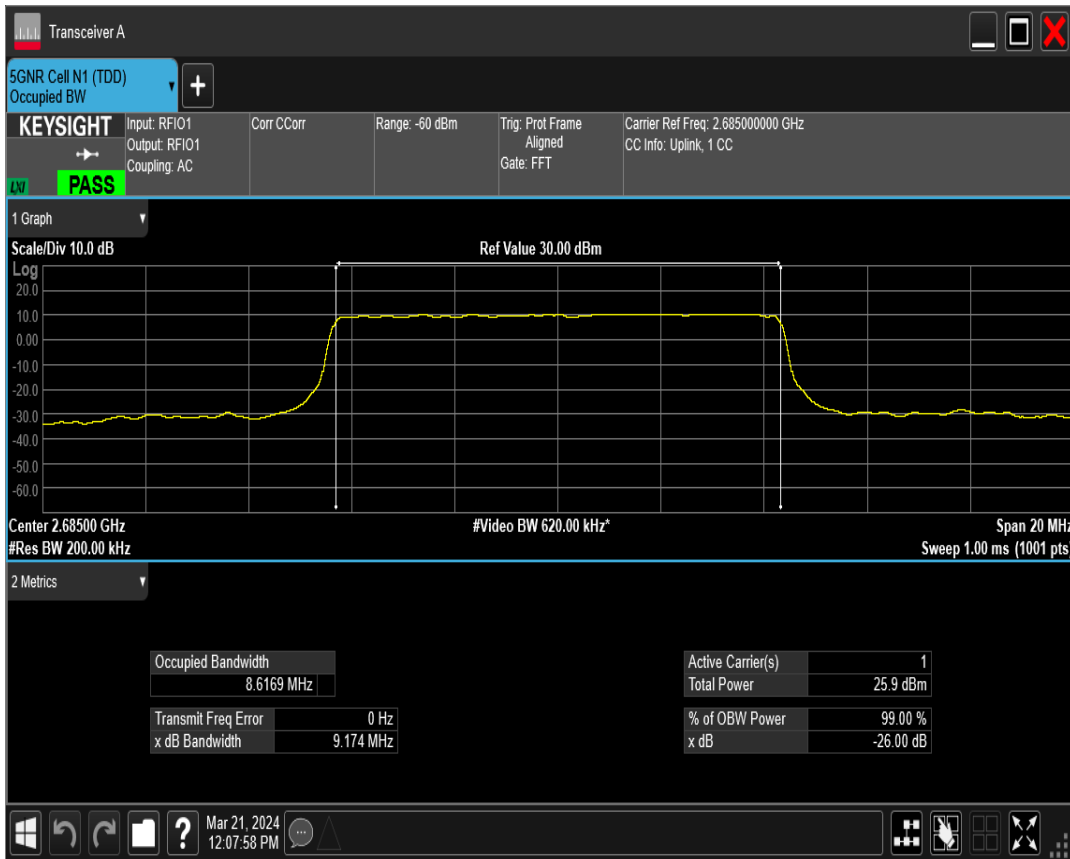 Transceiver A
5GNR Cell N1 (TDD)
Occupied BW
+
KEYSIGHT
LXI
PASS
Input: RFIO1
Output: RFIO1
Coupling: AC
Corr CCorr
Range: -60 dBm
Trig: Prot Frame
Aligned
Gate: FFT
Carrier Ref Freq: 2.685000000 GHz
CC Info: Uplink, 1 CC
1 Graph
Scale/Div 10.0 dB
Ref Value 30.00 dBm
Log
20.0
10.0
0.00
-10.0
-20.0
-30.0
-40.0
-50.0
-60.0
Center 2.68500 GHz
#Video BW 620.00 kHz*
Span 20 MHz
#Res BW 200.00 kHz
Sweep 1.00 ms (1001 pts)
2 Metrics
Occupied Bandwidth
8.6169 MHz
Transmit Freq Error 0 Hz
x dB Bandwidth 9.174 MHz
Active Carrier(s) 1
Total Power 25.9 dBm
% of OBW Power 99.00 %
x dB -26.00 dB
?
Mar 21, 2024
12:07:58 PM